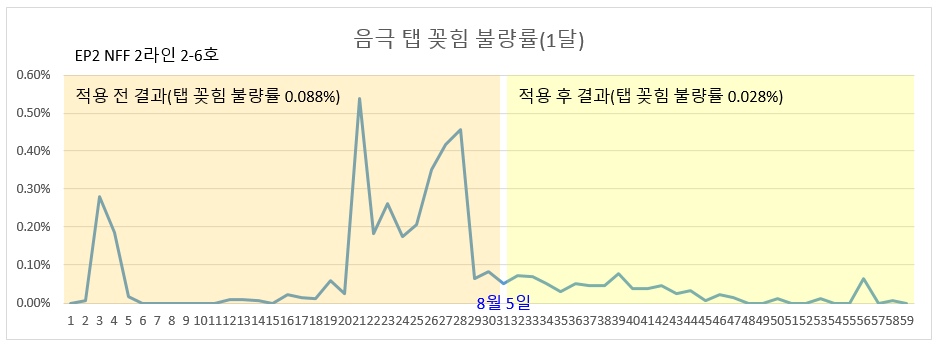 음극 탭 꽂힘 불량률(1달)
EP2 NFF 2라인 2-6호
적용 전 결과(탭 꽂힘 불량률 0.088%)
적용 후 결과(탭 꽂힘 불량률 0.028%)
0.60%
0.50%
0.40%
0.30%
0.20%
0.10%
0.00%
8월 5일
1 2 3 4 5 6 7 8 9 10 11 12 13 14 15 16 17 18 19 20 21 22 23 24 25 26 27 28 29 30 31 32 33 34 35 36 37 38 39 40 41 42 43 44 45 46 47 48 49 50 51 52 53 54 55 56 57 58 59